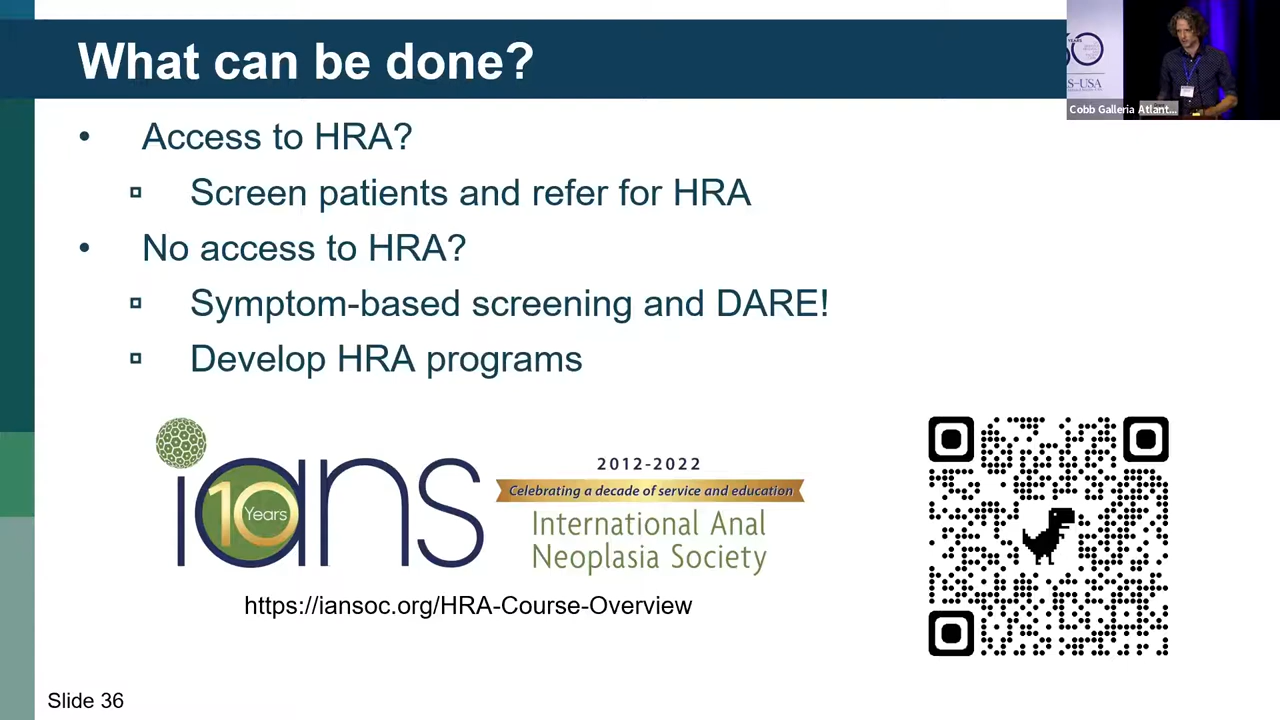 What can be done?
• Access to HRA?
▫ Screen patients and refer for HRA
• No access to HRA?
▫ Symptom-based screening and DARE!
▫ Develop HRA programs
ians
10
Years
2012-2022
Celebrating a decade of service and education
International Anal
Neoplasia Society
https://iansoc.org/HRA-Course-Overview
Slide 36
Cobb Galleria Atlant...